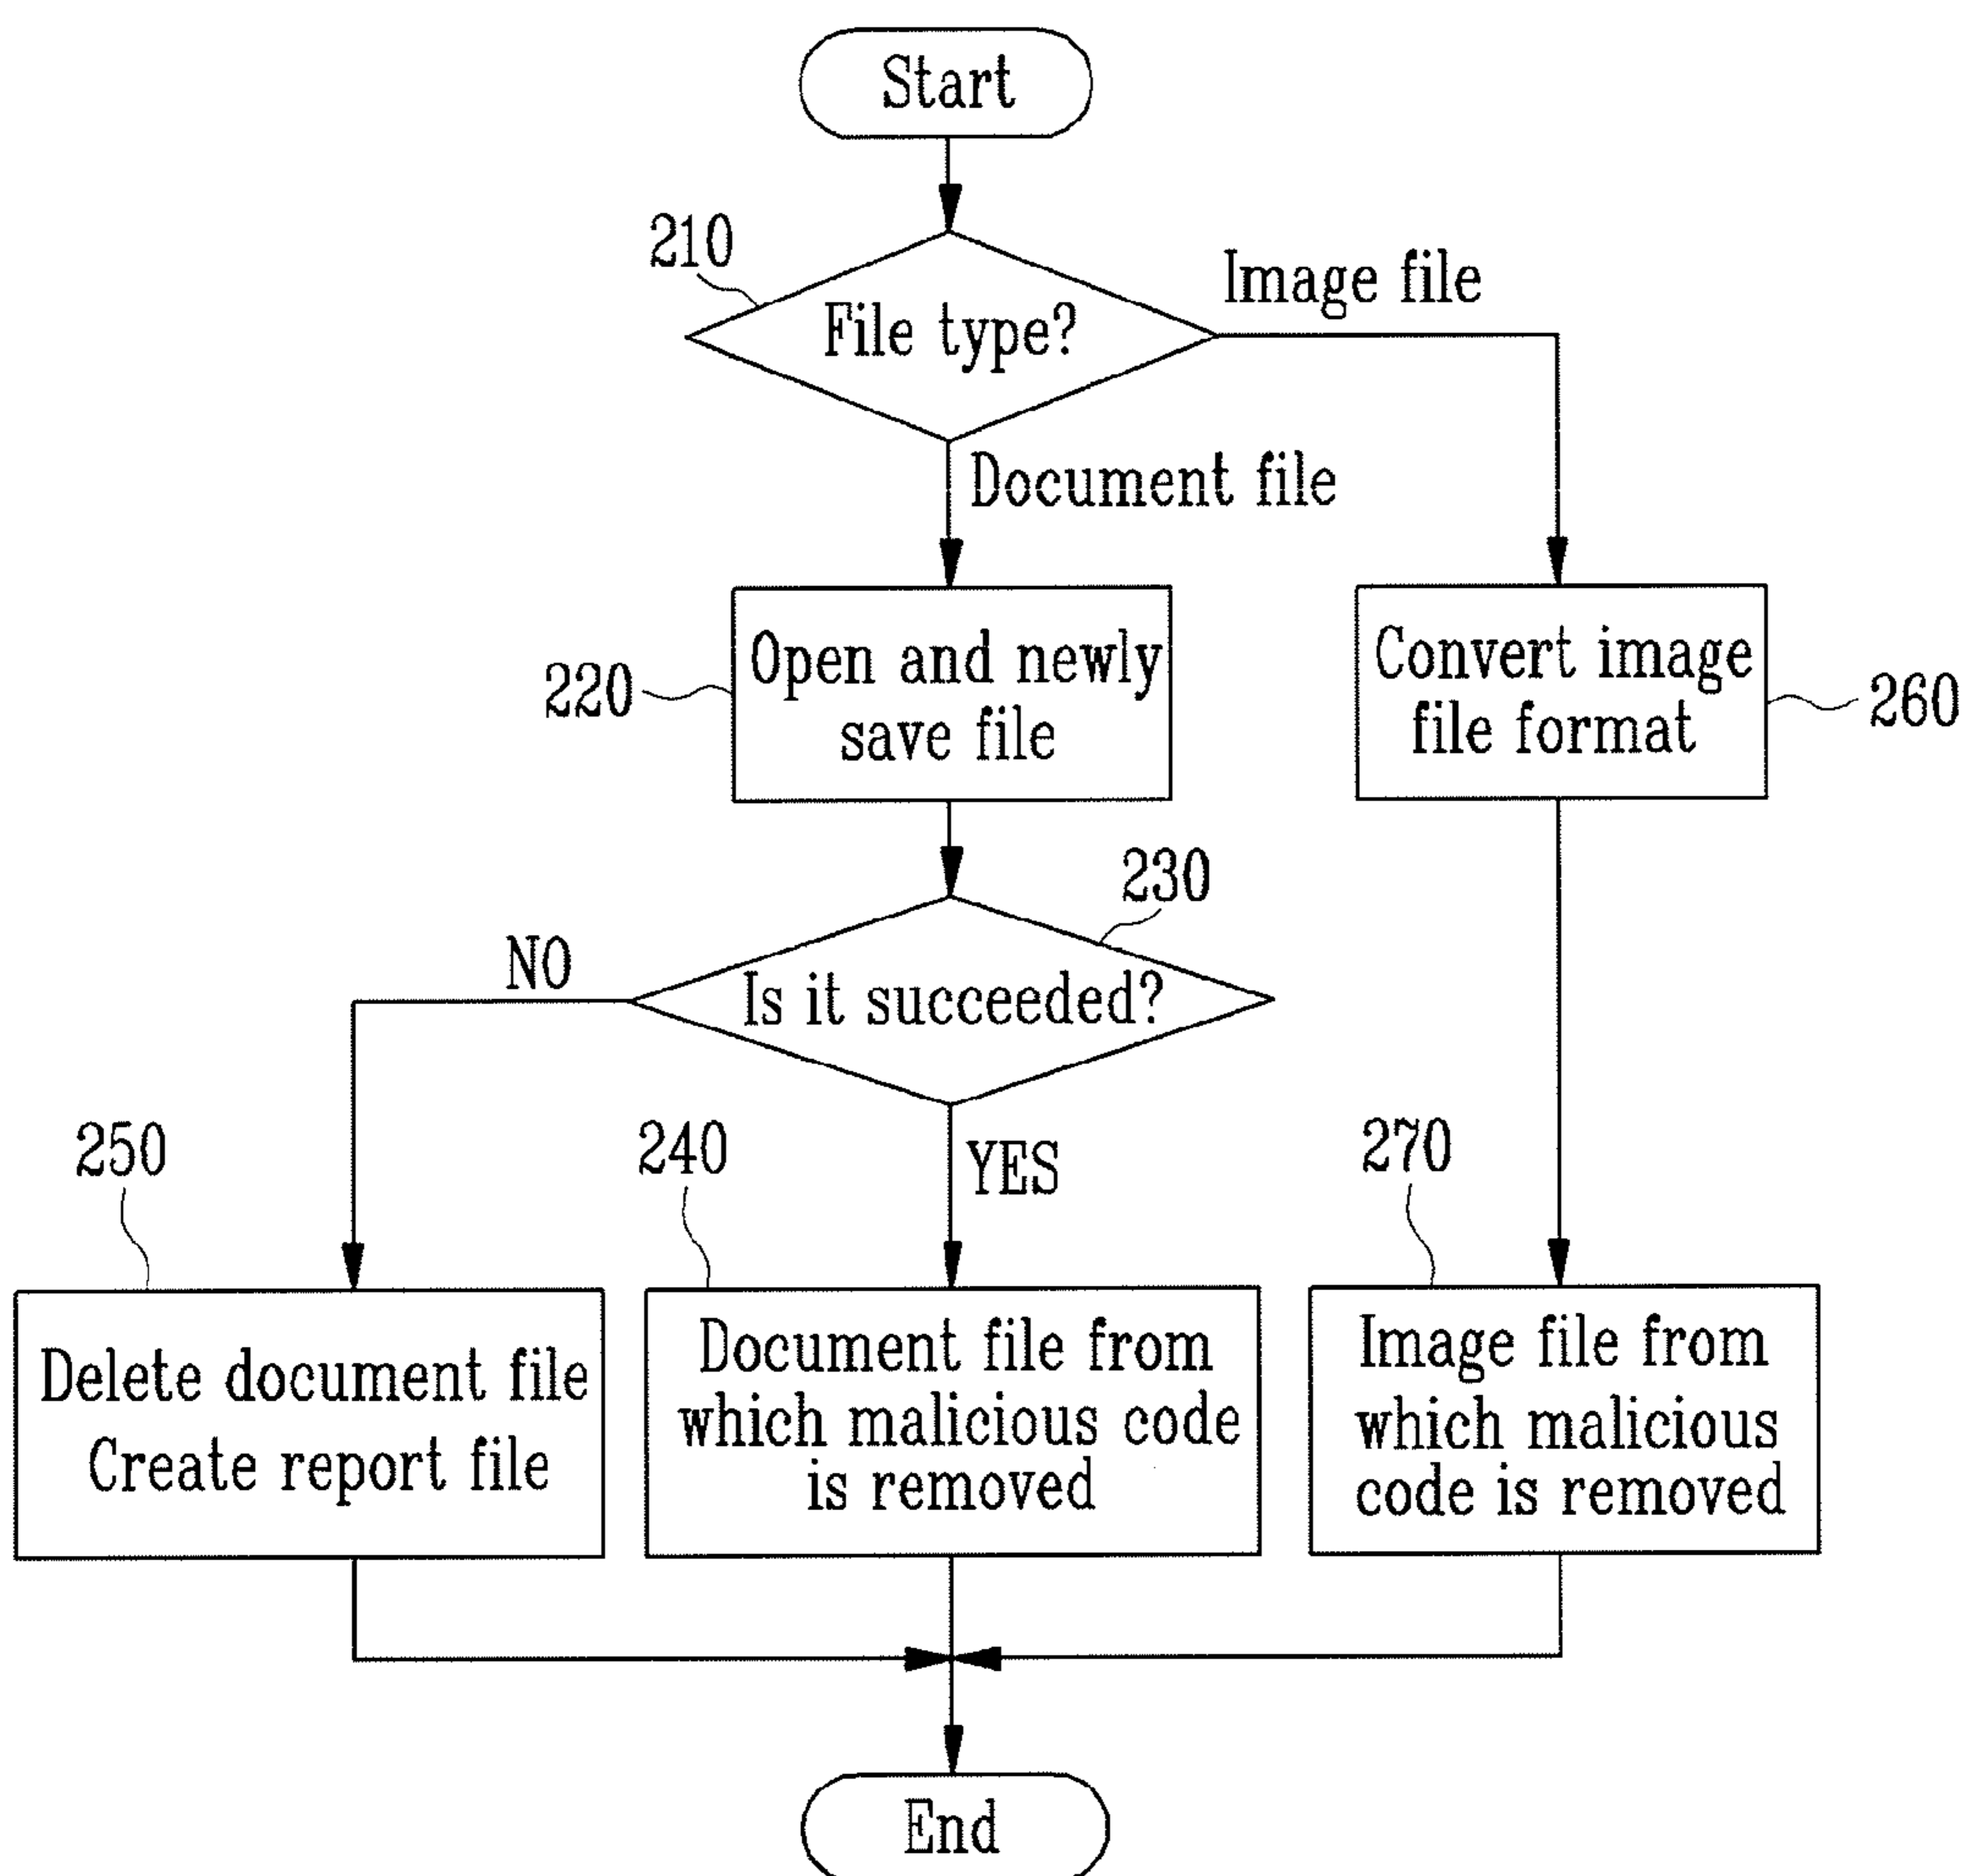 Start
210
File type?
Image file
Document file
220
Open and newly
save file
Convert image
file format
260
230
Is it succeeded?
NO
YES
250
240
270
Delete document file
Create report file
Document file from
which malicious code
is removed
Image file from
which malicious
code is removed
End